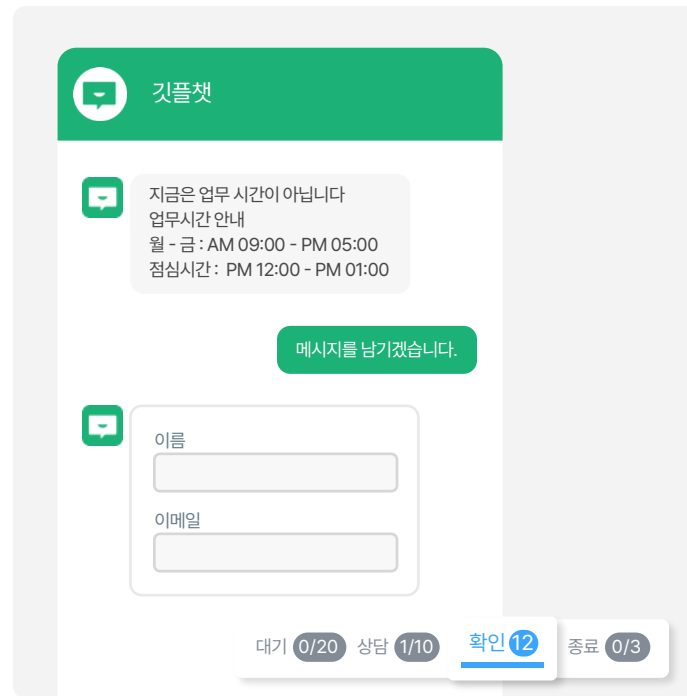 깃플챗
지금은 업무 시간이 아닙니다
업무시간 안내
월 - 금 : AM 09:00 - PM 05:00
점심시간 : PM 12:00 - PM 01:00
메시지를 남기겠습니다.
이름
이메일
대기 0/20 상담 1/10 확인 12 종료 0/3